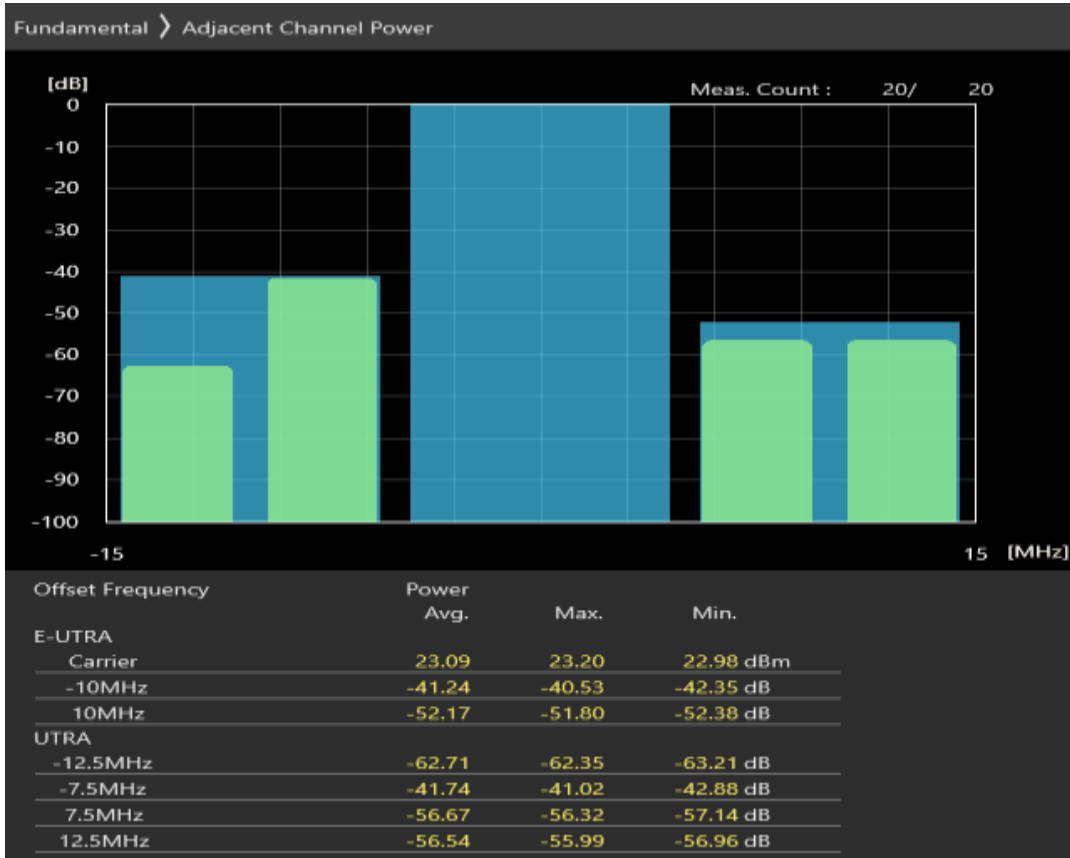 Fundamental > Adjacent Channel Power
[dB]
Meas. Count : 20/ 20
0
-10
-20
-30
-40
-50
-60
-70
-80
-90
-100
-15 15 [MHz]
Offset Frequency Power
Avg. Max. Min.
E-UTRA
Carrier 23.09 23.20 22.98 dBm
-10MHz -41.24 -40.53 -42.35 dB
10MHz -52.17 -51.80 -52.38 dB
UTRA
-12.5MHz -62.71 -62.35 -63.21 dB
-7.5MHz -41.74 -41.02 -42.88 dB
7.5MHz -56.67 -56.32 -57.14 dB
12.5MHz -56.54 -55.99 -56.96 dB